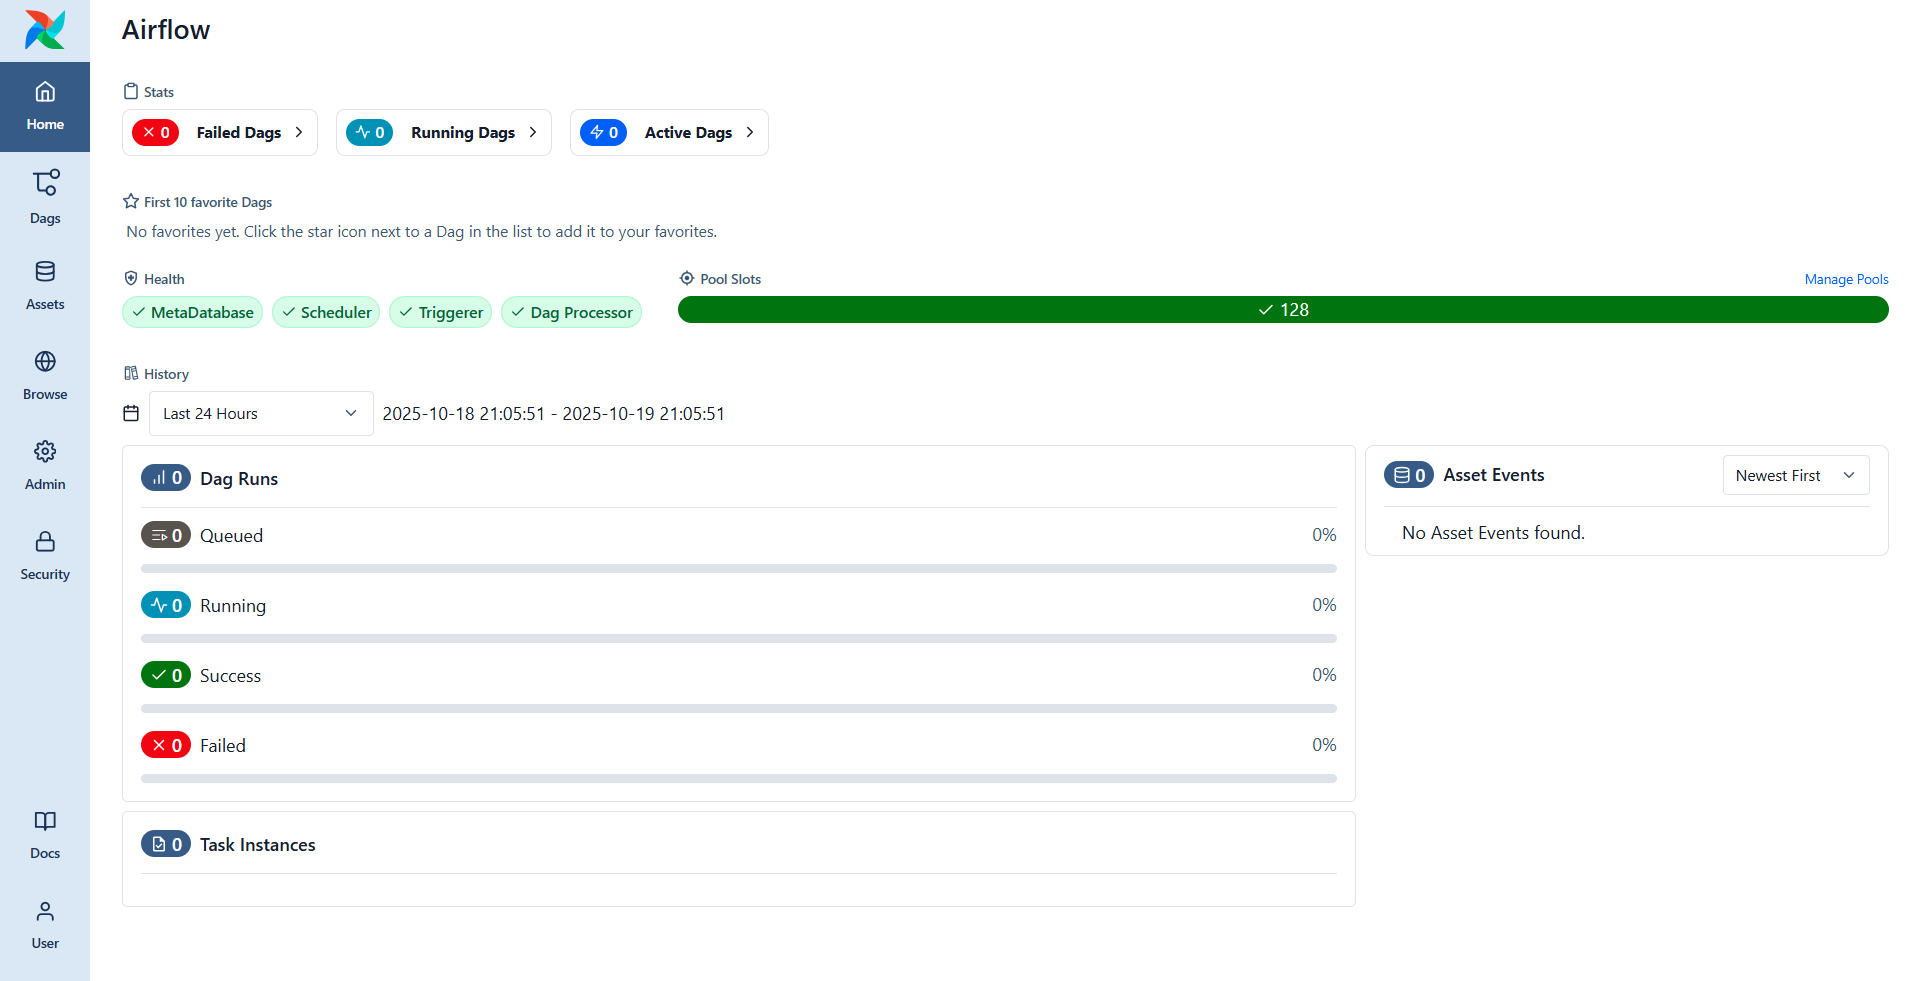 Airflow
Home
Dags
Assets
Browse
Admin
Security
Docs
User
Stats
0 Failed Dags
0 Running Dags
0 Active Dags
First 10 favorite Dags
No favorites yet. Click the star icon next to a Dag in the list to add it to your favorites.
Health
MetaDatabase Scheduler Triggerer Dag Processor
Pool Slots Manage Pools
128
History
Last 24 Hours 2025-10-18 21:05:51 - 2025-10-19 21:05:51
0 Dag Runs
0 Queued 0%
0 Running 0%
0 Success 0%
0 Failed 0%
0 Task Instances
0 Asset Events Newest First
No Asset Events found.